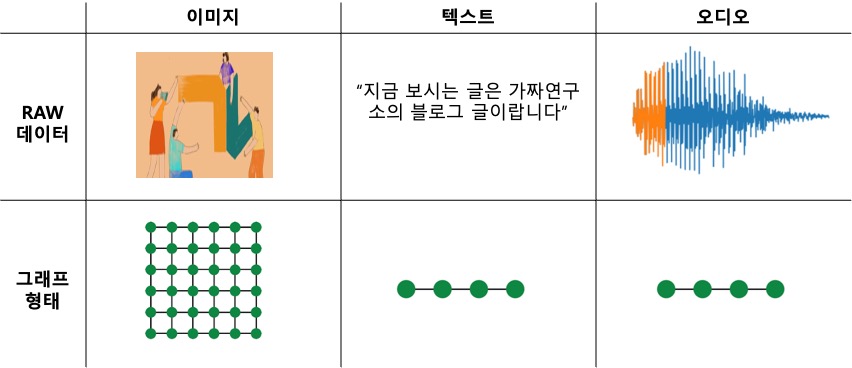 이미지
텍스트
오디오
RAW
데이터
“지금 보시는 글은 가짜연구
소의 블로그 글이랍니다”
그래프
형태